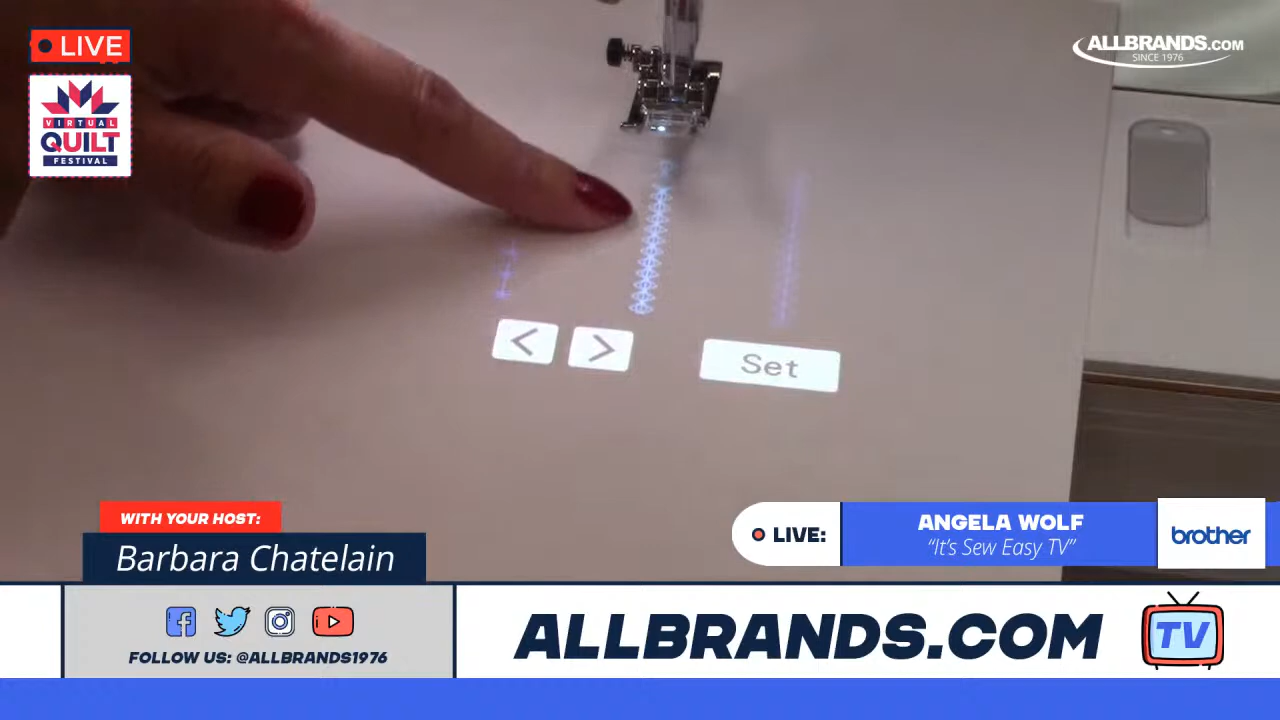 LIVE
VIRTUAL
QUILT
FESTIVAL
ALLBRANDS.COM
SINCE 1976
< >
Set
WITH YOUR HOST:
Barbara Chatelain
LIVE:
ANGELA WOLF
"It's Sew Easy TV"
brother
FOLLOW US: @ALLBRANDS1976
ALLBRANDS.COM
TV